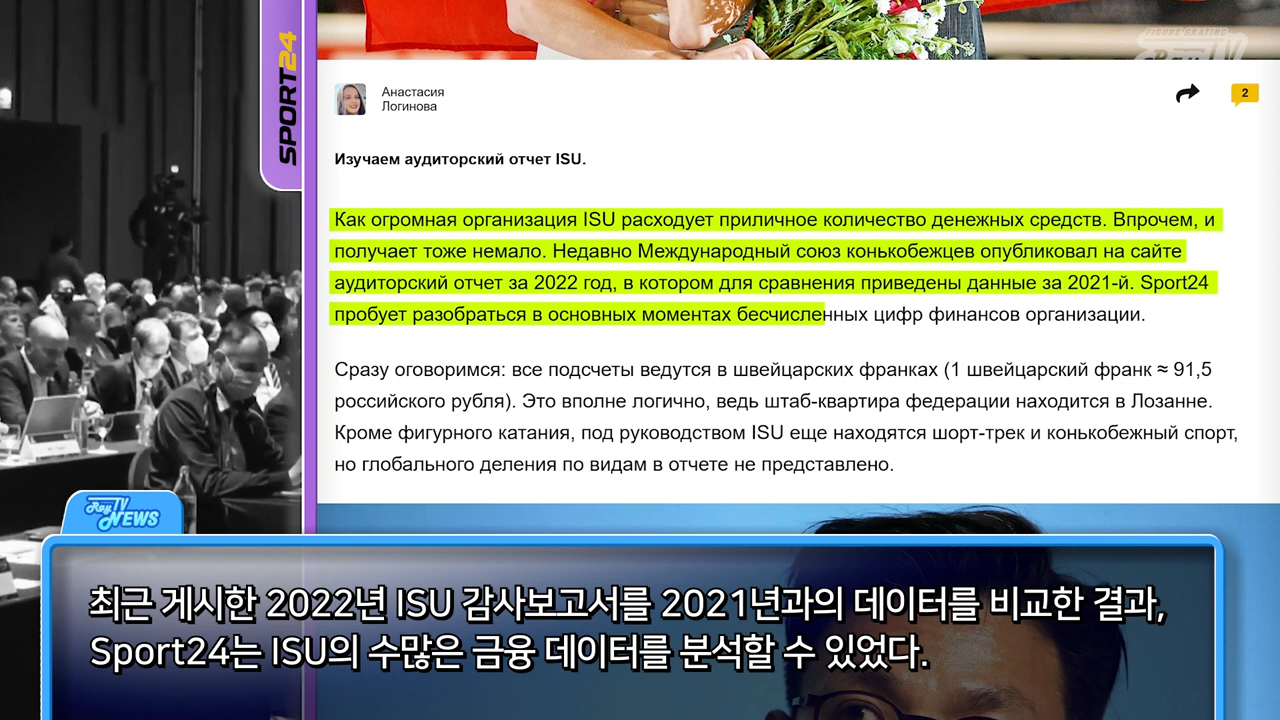 FIGURE SKATING
RoyTV
SPORT24
Анастасия
Логинова
2
Изучаем аудиторский отчет ISU.
Как огромная организация ISU расходует приличное количество денежных средств. Впрочем, и
получает тоже немало. Недавно Международный союз конькобежцев опубликовал на сайте
аудиторский отчет за 2022 год, в котором для сравнения приведены данные за 2021-й. Sport24
пробует разобраться в основных моментах бесчисленных цифр финансов организации.
Сразу оговоримся: все подсчеты ведутся в швейцарских франках (1 швейцарский франк ≈ 91,5
российского рубля). Это вполне логично, ведь штаб-квартира федерации находится в Лозанне.
Кроме фигурного катания, под руководством ISU еще находятся шорт-трек и конькобежный спорт,
но глобального деления по видам в отчете не представлено.
RoyTV
NEWS
최근 게시한 2022년 ISU 감사보고서를 2021년과의 데이터를 비교한 결과,
Sport24는 ISU의 수많은 금융 데이터를 분석할 수 있었다.